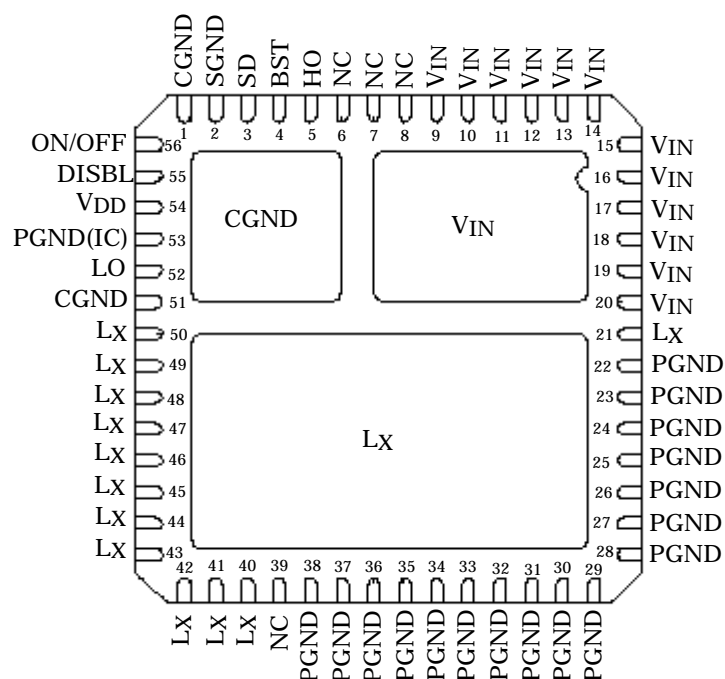 CGND SGND SD BST HO NC NC NC VIN VIN VIN VIN VIN VIN
1 2 3 4 5 6 7 8 9 10 11 12 13 14
ON/OFF 56 15 VIN
DISBL 55 16 VIN
VDD 54 17 VIN
PGND(IC) 53 18 VIN
LO 52 19 VIN
CGND 51 20 VIN
CGND VIN
LX 50 21 LX
LX 49 22 PGND
LX 48 23 PGND
LX 47 24 PGND
LX 46 25 PGND
LX 45 26 PGND
LX 44 27 PGND
LX 43 28 PGND
LX
42 41 40 39 38 37 36 35 34 33 32 31 30 29
LX LX LX NC PGND PGND PGND PGND PGND PGND PGND PGND PGND PGND